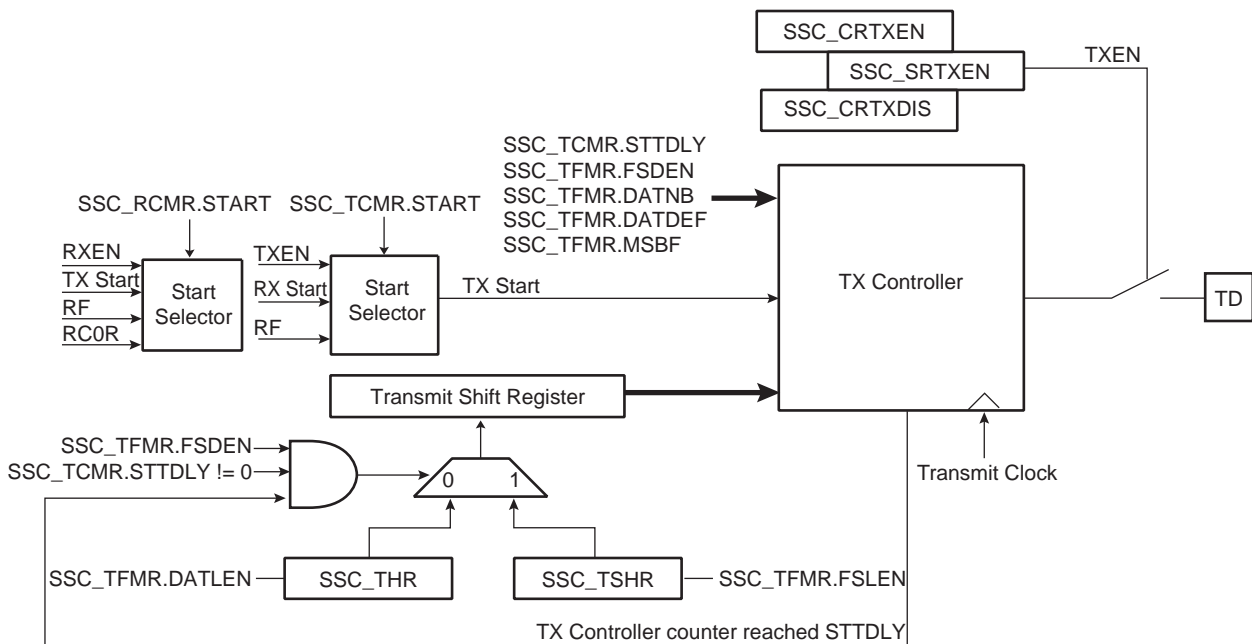 SSC_CRTXEN
SSC_SRTXEN
SSC_CRTXDIS
TXEN
SSC_TCMR.STTDLY
SSC_TFMR.FSDEN
SSC_TFMR.DATNB
SSC_TFMR.DATDEF
SSC_TFMR.MSBF
SSC_RCMR.START
SSC_TCMR.START
RXEN
TX Start
RF
RC0R
Start
Selector
TXEN
RX Start
RF
Start
Selector
TX Start
TX Controller
TD
Transmit Shift Register
Transmit Clock
SSC_TFMR.FSDEN
SSC_TCMR.STTDLY != 0
0
1
SSC_TFMR.DATLEN
SSC_THR
SSC_TSHR
SSC_TFMR.FSLEN
TX Controller counter reached STTDLY